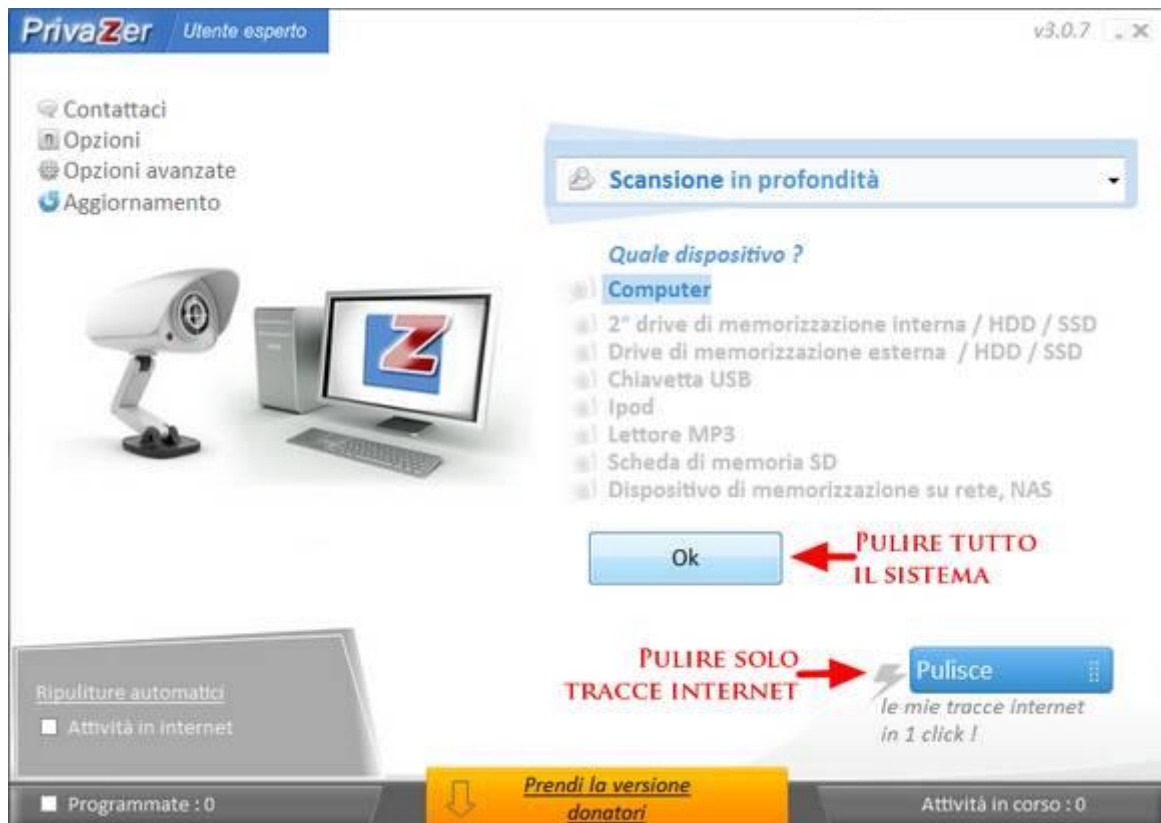 PrivaZer Utente esperto
v3.0.7
Contattaci
Opzioni
Opzioni avanzate
Aggiornamento
Scansione in profondità
Quale dispositivo ?
Computer
2° drive di memorizzazione interna / HDD / SSD
Drive di memorizzazione esterna / HDD / SSD
Chiavetta USB
Ipod
Lettore MP3
Scheda di memoria SD
Dispositivo di memorizzazione su rete, NAS
Ok
PULIRE TUTTO
IL SISTEMA
PULIRE SOLO
TRACCE INTERNET
Pulisce
le mie tracce internet
in 1 click !
Ripuliture automatici
Attività in internet
Programmate : 0
Prendi la versione
donatori
Attività in corso : 0